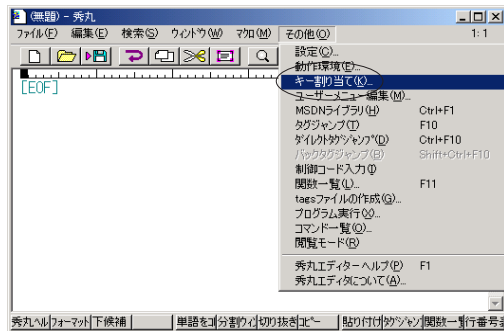 (無題) - 秀丸
ファイル(F) 編集(E) 検索(S) ウィンドウ(W) マクロ(M) その他(O) 1: 1
[EOF]
設定(C)...
動作環境(E)...
キー割り当て(K)...
ユーザーメニュー編集(M)...
MSDNライブラリ(H) Ctrl+F1
タグジャンプ(T) F10
ダイレクトタグジャンプ(D) Ctrl+F10
バックタグジャンプ(B) Shift+Ctrl+F10
制御コード入力(I)
関数一覧(L)... F11
tagsファイルの作成(G)...
プログラム実行(X)...
コマンド一覧(O)...
閲覧モード(R)
秀丸エディターヘルプ(P) F1
秀丸エディタについて(A)...
秀丸ヘル フォーマット 下候補 単語をコ 分割ウィ 切り抜き コピー 貼り付け タグジャン 関数一覧 行番号